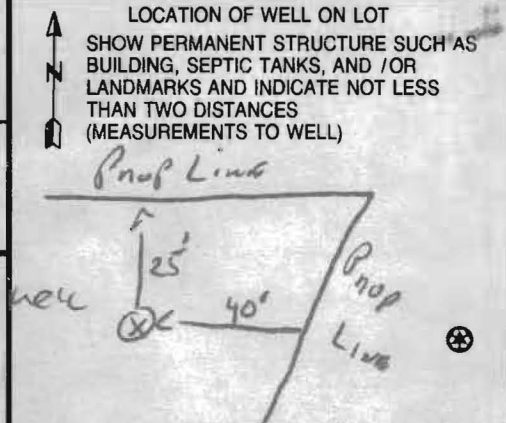 LOCATION OF WELL ON LOT
SHOW PERMANENT STRUCTURE SUCH AS
BUILDING, SEPTIC TANKS, AND /OR
LANDMARKS AND INDICATE NOT LESS
THAN TWO DISTANCES
(MEASUREMENTS TO WELL)
N
Prop Line
25'
Prop
Line
well
40'